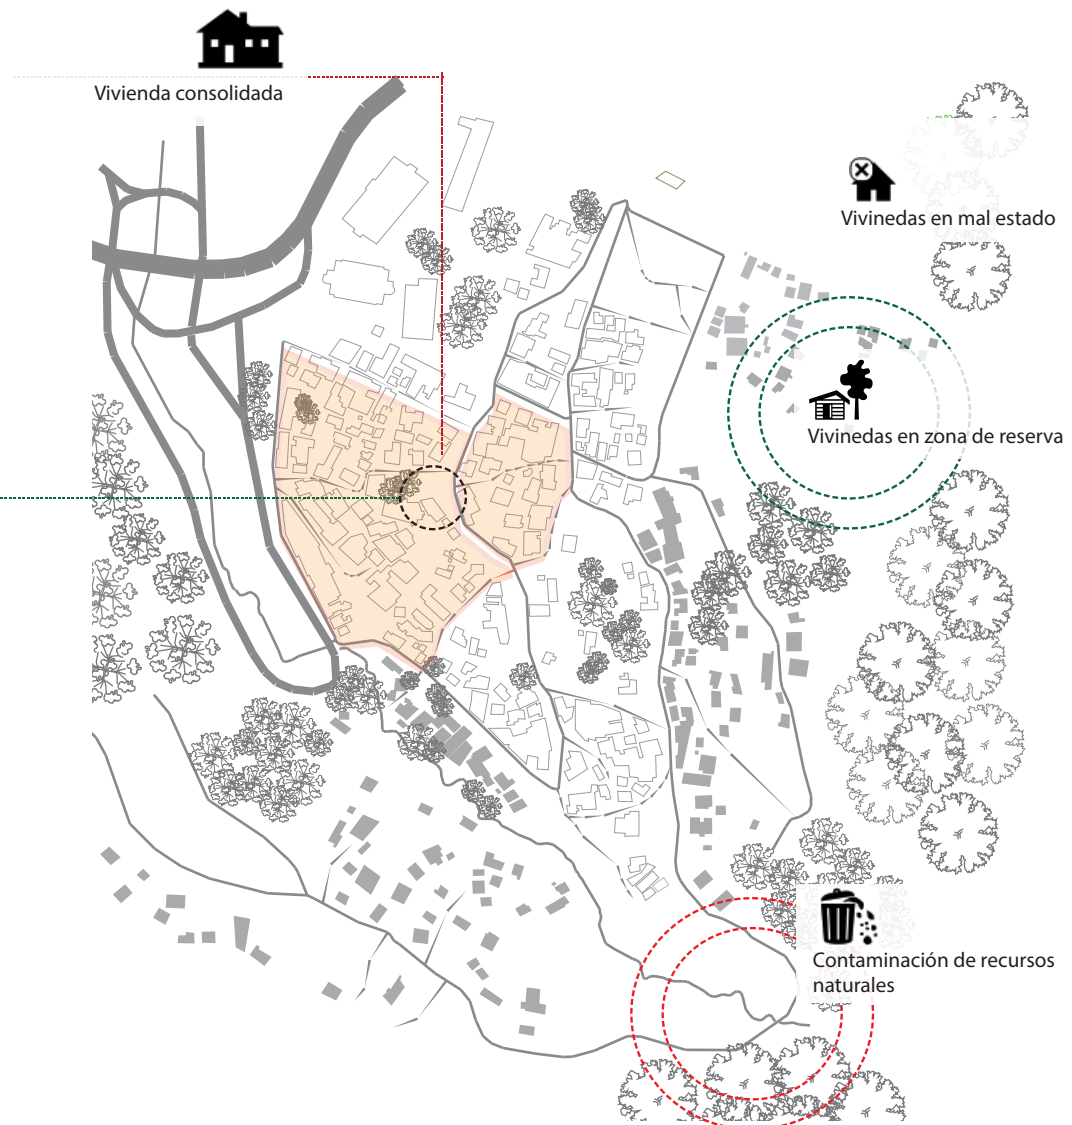 Vivienda consolidada
Vivinedas en mal estado
Vivinedas en zona de reserva
Contaminación de recursos
naturales